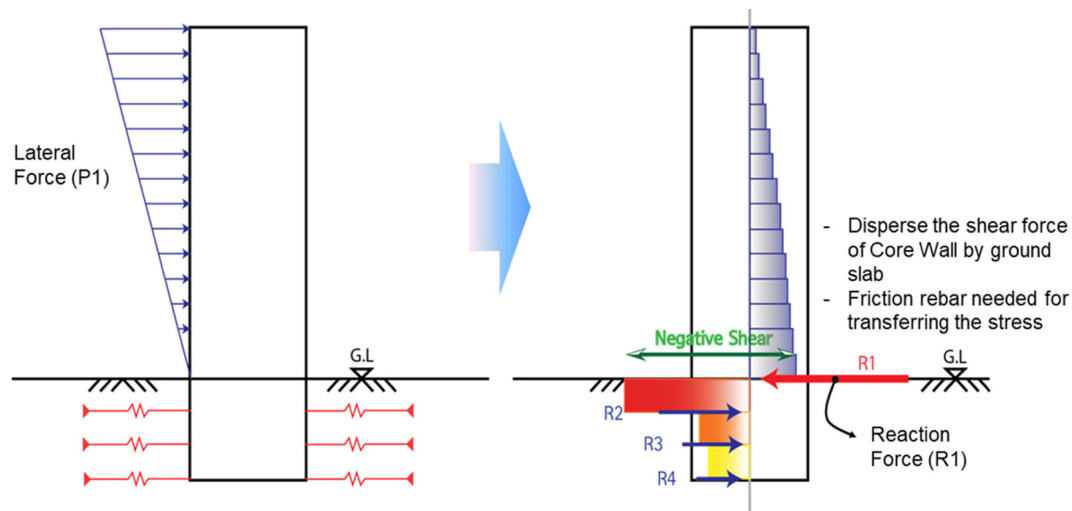 Lateral
Force (P1)
G.L
- Disperse the shear force
of Core Wall by ground
slab
- Friction rebar needed for
transferring the stress
Negative Shear
R1
G.L
R2
R3
R4
Reaction
Force (R1)